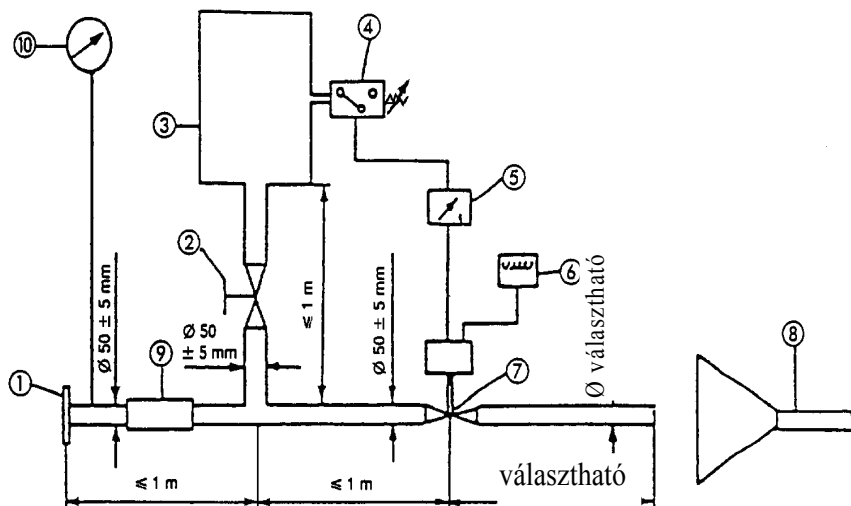 10
4
3
5
2
6
Ø választható
⩽ 1 m
Ø 50 ± 5 mm
Ø 50
± 5 mm
Ø 50 ± 5 mm
9
7
8
1
választható
⩽ 1 m
⩽ 1 m